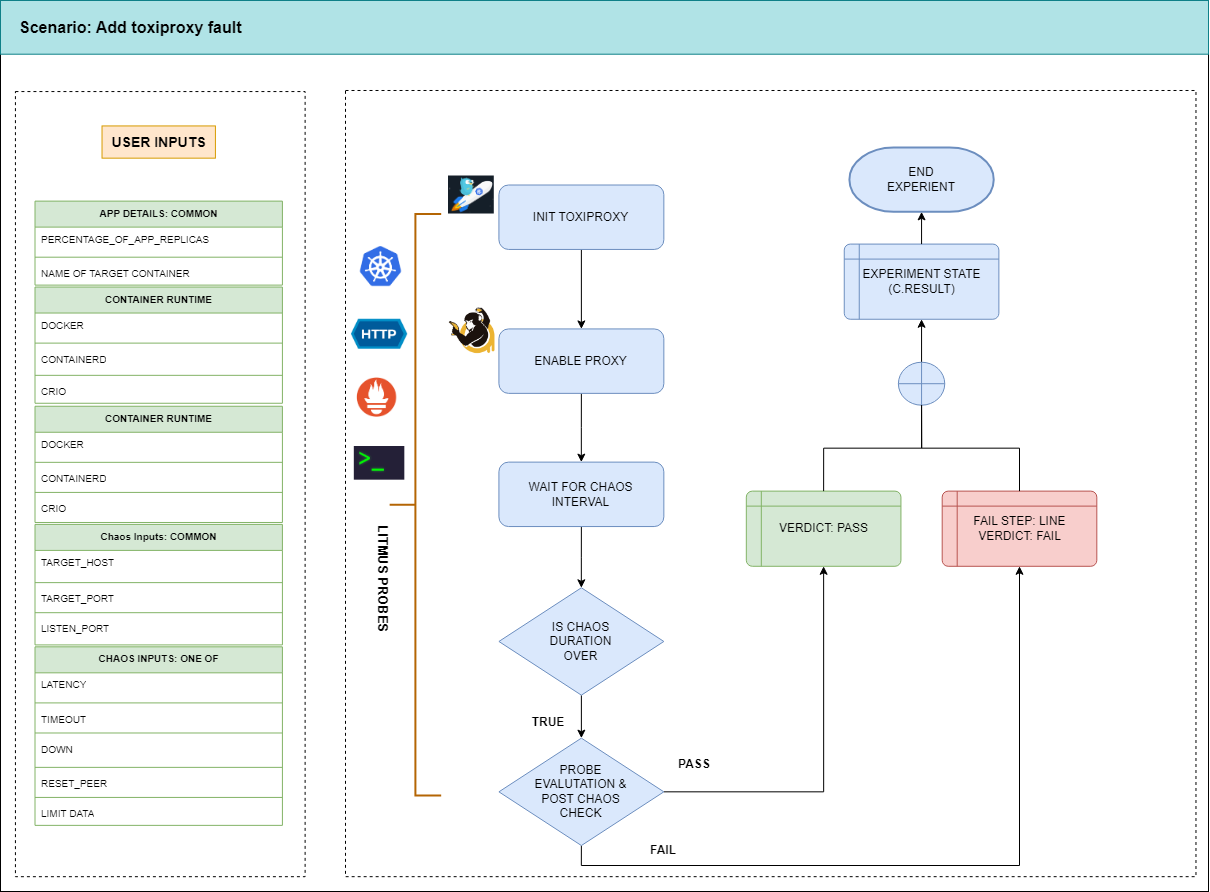 Scenario: Add toxiproxy fault
USER INPUTS
APP DETAILS: COMMON
PERCENTAGE_OF_APP_REPLICAS
NAME OF TARGET CONTAINER
CONTAINER RUNTIME
DOCKER
CONTAINERD
CRIO
CONTAINER RUNTIME
DOCKER
CONTAINERD
CRIO
Chaos Inputs: COMMON
TARGET_HOST
TARGET_PORT
LISTEN_PORT
CHAOS INPUTS: ONE OF
LATENCY
TIMEOUT
DOWN
RESET_PEER
LIMIT DATA
HTTP
>_
LITMUS PROBES
INIT TOXIPROXY
ENABLE PROXY
WAIT FOR CHAOS
INTERVAL
IS CHAOS
DURATION
OVER
TRUE
PROBE
EVALUTATION &
POST CHAOS
CHECK
PASS
FAIL
VERDICT: PASS
FAIL STEP: LINE
VERDICT: FAIL
EXPERIMENT STATE
(C.RESULT)
END
EXPERIENT